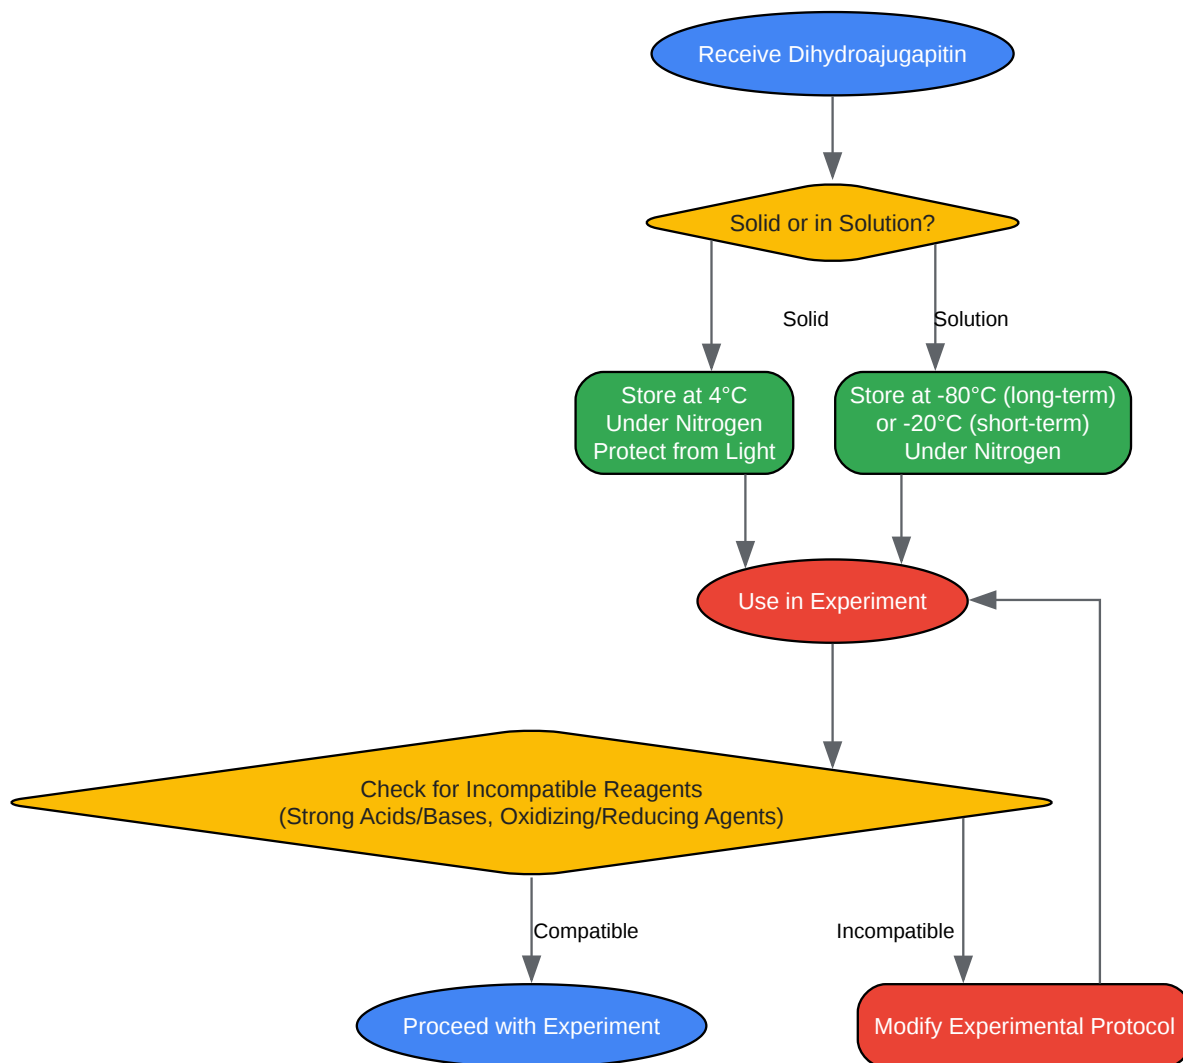 Receive Dihydroajugapitin
Solid or in Solution?
Solid
Solution
Store at 4°C
Under Nitrogen
Protect from Light
Store at -80°C (long-term)
or -20°C (short-term)
Under Nitrogen
Use in Experiment
Check for Incompatible Reagents
(Strong Acids/Bases, Oxidizing/Reducing Agents)
Compatible
Incompatible
Proceed with Experiment
Modify Experimental Protocol